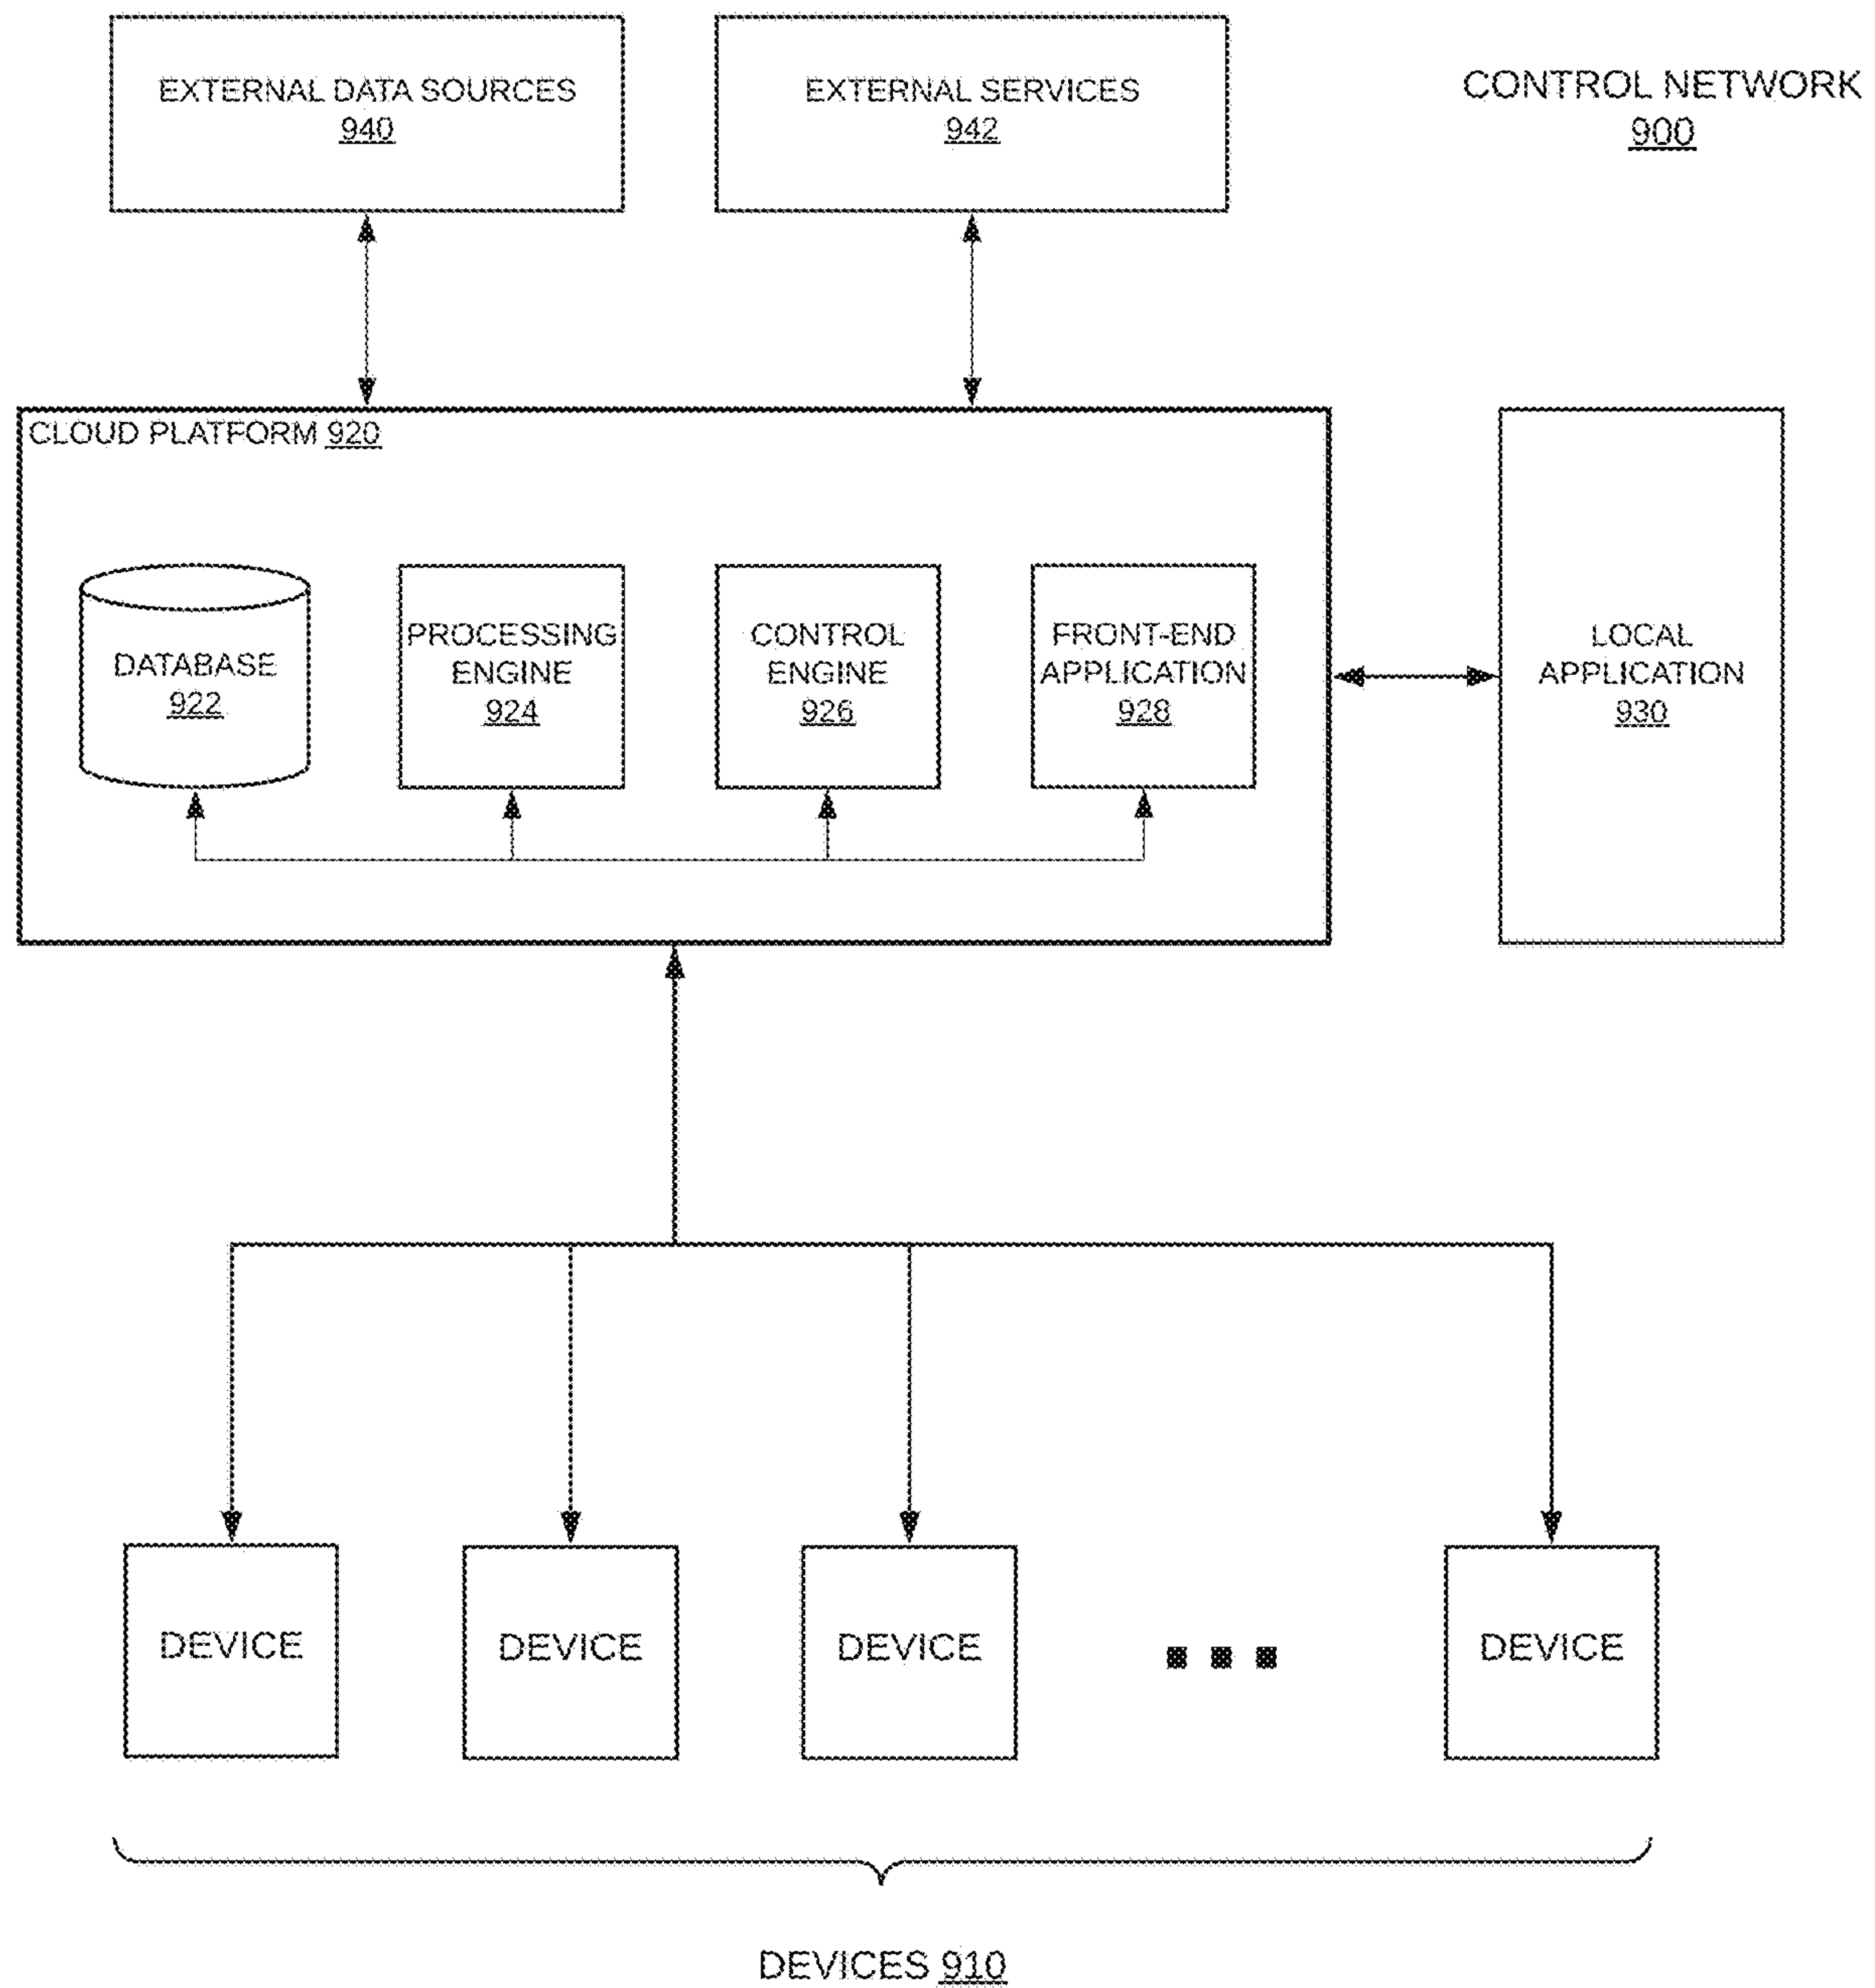 EXTERNAL DATA SOURCES
940
EXTERNAL SERVICES
942
CONTROL NETWORK
900
CLOUD PLATFORM 920
DATABASE
922
PROCESSING
ENGINE
924
CONTROL
ENGINE
926
FRONT-END
APPLICATION
928
LOCAL
APPLICATION
930
DEVICE
DEVICE
DEVICE
DEVICE
DEVICES 910